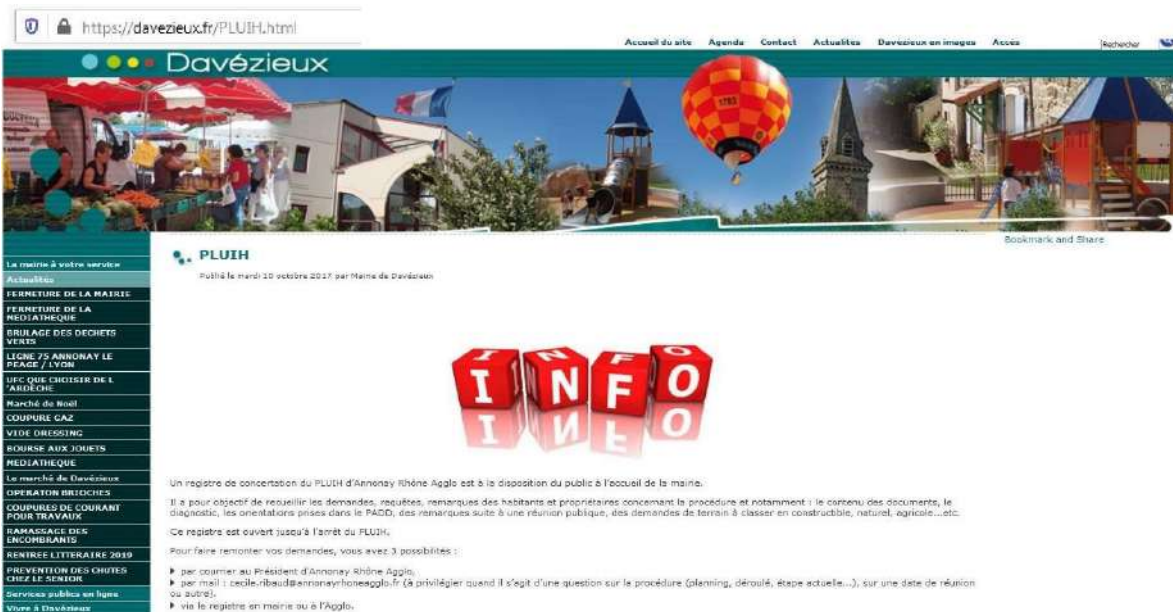 https://davezieux.fr/PLUIH.html
Accueil du site Agenda Contact Actualites Davézieux en images Accès Rechercher
Davézieux
1783
Bookmark and Share
La mairie à votre service
Actualités
FERMETURE DE LA MAIRIE
FERMETURE DE LA
MEDIATHEQUE
BRULAGE DES DECHETS
VERTS
LIGNE 75 ANNONAY LE
PEAGE / LYON
UFC QUE CHOISIR DE L
'ARDÈCHE
Marché de Noël
COUPURE GAZ
VIDE DRESSING
BOURSE AUX JOUETS
MEDIATHEQUE
Le marché de Davézieux
OPERATON BRIOCHES
COUPURES DE COURANT
POUR TRAVAUX
RAMASSAGE DES
ENCOMBRANTS
RENTREE LITTERAIRE 2019
PREVENTION DES CHUTES
CHEZ LE SENIOR
Services publics en ligne
Vivre à Davézieux
PLUIH
Publié le mardi 10 octobre 2017 par Mairie de Davézieux
INFO
Un registre de concertation du PLUIH d'Annonay Rhône Agglo est à la disposition du public à l'accueil de la mairie.
Il a pour objectif de recueillir les demandes, requêtes, remarques des habitants et propriétaires concernant la procédure et notamment : le contenu des documents, le
diagnostic, les orientations prises dans le PADD, des remarques suite à une réunion publique, des demandes de terrain à classer en constructible, naturel, agricole...etc.
Ce registre est ouvert jusqu'à l'arrêt du PLUIH.
Pour faire remonter vos demandes, vous avez 3 possibilités :
par courrier au Président d'Annonay Rhône Agglo,
par mail : cecile.ribaud@annonayrhoneagglo.fr (à privilégier quand il s'agit d'une question sur la procédure (planning, déroulé, étape actuelle...), sur une date de réunion
ou autre).
via le registre en mairie ou à l'Agglo.